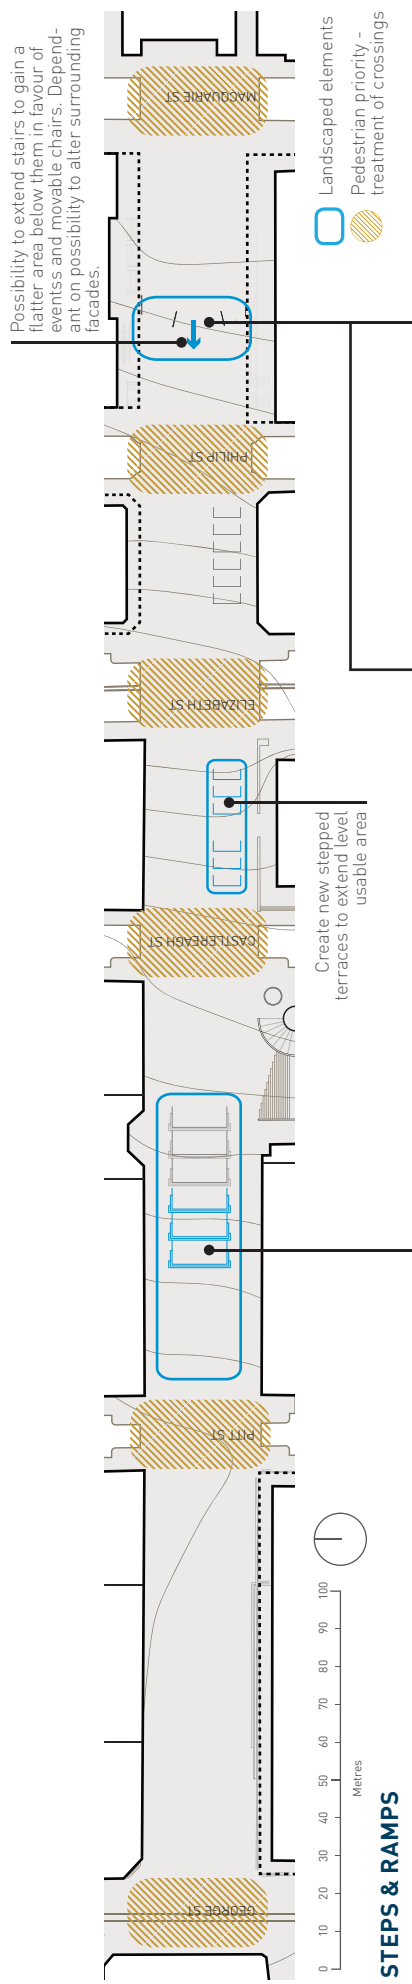 Possibility to extend stairs to gain a
flatter area below them in favour of
eventss and movable chairs. Depend-
ant on possibility to alter surrounding
facades.
Landscaped elements
Pedestrian priority -
treatment of crossings
MACQUARIE ST
PHILIP ST
ELIZABETH ST
CASTLEREAGH ST
PITT ST
GEORGE ST
Create new stepped
terraces to extend level
usable area
0 10 20 30 40 50 60 70 80 90 100
Metres
STEPS & RAMPS